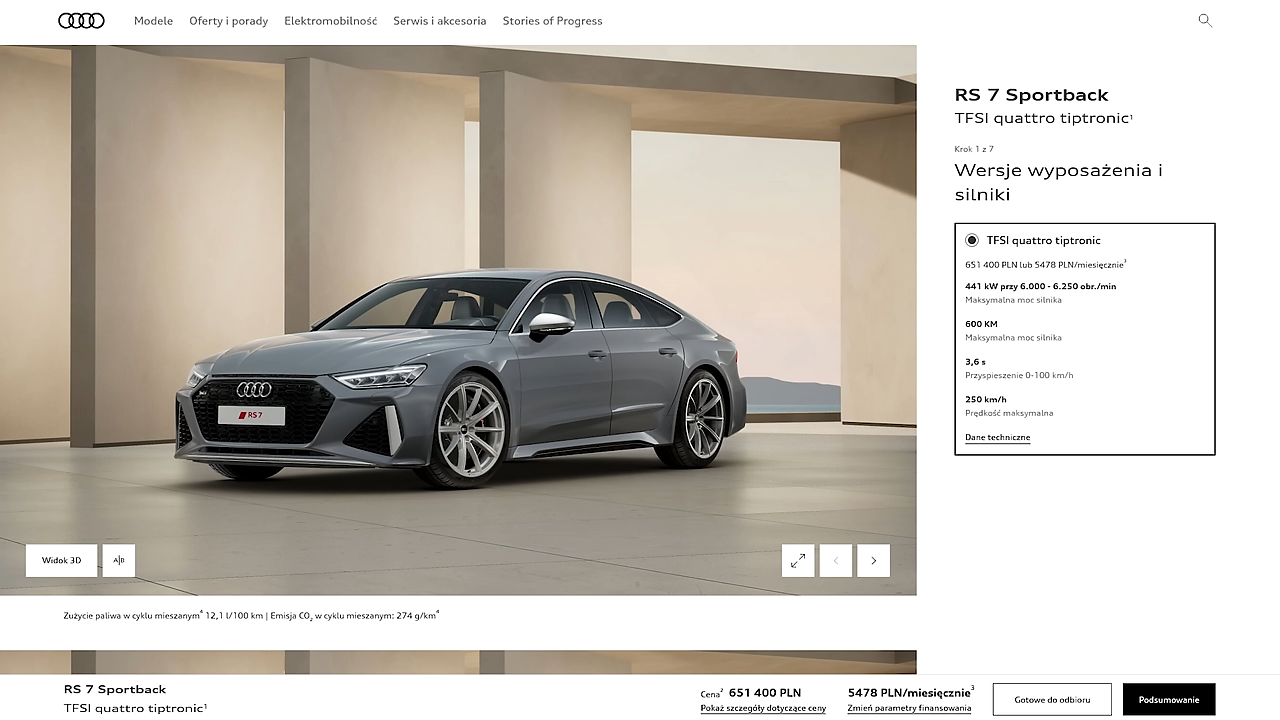 Modele Oferty i porady Elektromobilność Serwis i akcesoria Stories of Progress
RS 7 Sportback
TFSI quattro tiptronic¹
Krok 1 z 7
Wersje wyposażenia i
silniki
TFSI quattro tiptronic
651 400 PLN lub 5478 PLN/miesięcznie³
441 kW przy 6.000 - 6.250 obr./min
Maksymalna moc silnika
600 KM
Maksymalna moc silnika
3,6 s
Przyspieszenie 0-100 km/h
250 km/h
Prędkość maksymalna
Dane techniczne
RS 7
Widok 3D
A|B
Zużycie paliwa w cyklu mieszanym⁴ 12,1 l/100 km | Emisja CO₂ w cyklu mieszanym: 274 g/km⁴
RS 7 Sportback
TFSI quattro tiptronic¹
Cena² 651 400 PLN
Pokaż szczegóły dotyczące ceny
5478 PLN/miesięcznie³
Zmień parametry finansowania
Gotowe do odbioru
Podsumowanie